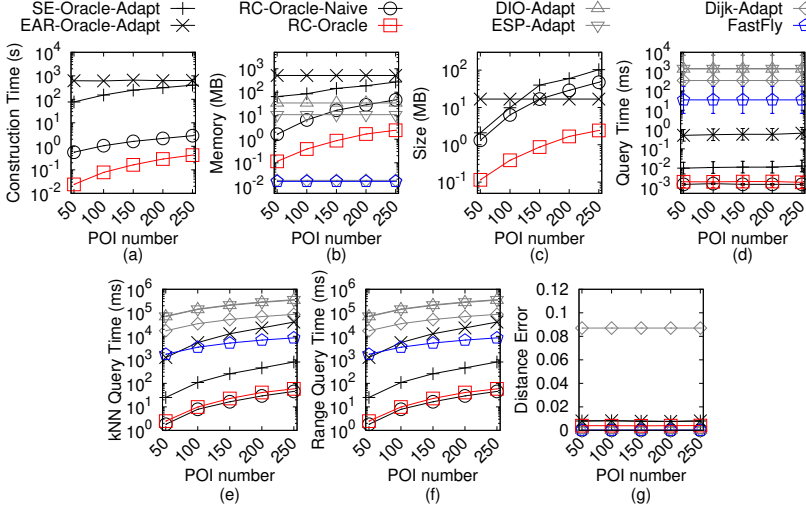 SE-Oracle-Adapt RC-Oracle-Naive DIO-Adapt Dijk-Adapt
EAR-Oracle-Adapt RC-Oracle ESP-Adapt FastFly
Construction Time (s)
10^4
10^3
10^2
10^1
10^0
10^-1
10^-2
50 100 150 200 250
POI number
(a)
Memory (MB)
10^4
10^3
10^2
10^1
10^0
10^-1
10^-2
50 100 150 200 250
POI number
(b)
Size (MB)
10^2
10^1
10^0
10^-1
50 100 150 200 250
POI number
(c)
Query Time (ms)
10^3
10^2
10^1
10^0
10^-1
10^-2
10^-3
50 100 150 200 250
POI number
(d)
kNN Query Time (ms)
10^6
10^5
10^4
10^3
10^2
10^1
10^0
50 100 150 200 250
POI number
(e)
Range Query Time (ms)
10^6
10^5
10^4
10^3
10^2
10^1
10^0
50 100 150 200 250
POI number
(f)
Distance Error
0.12
0.1
0.08
0.06
0.04
0.02
0
50 100 150 200 250
POI number
(g)